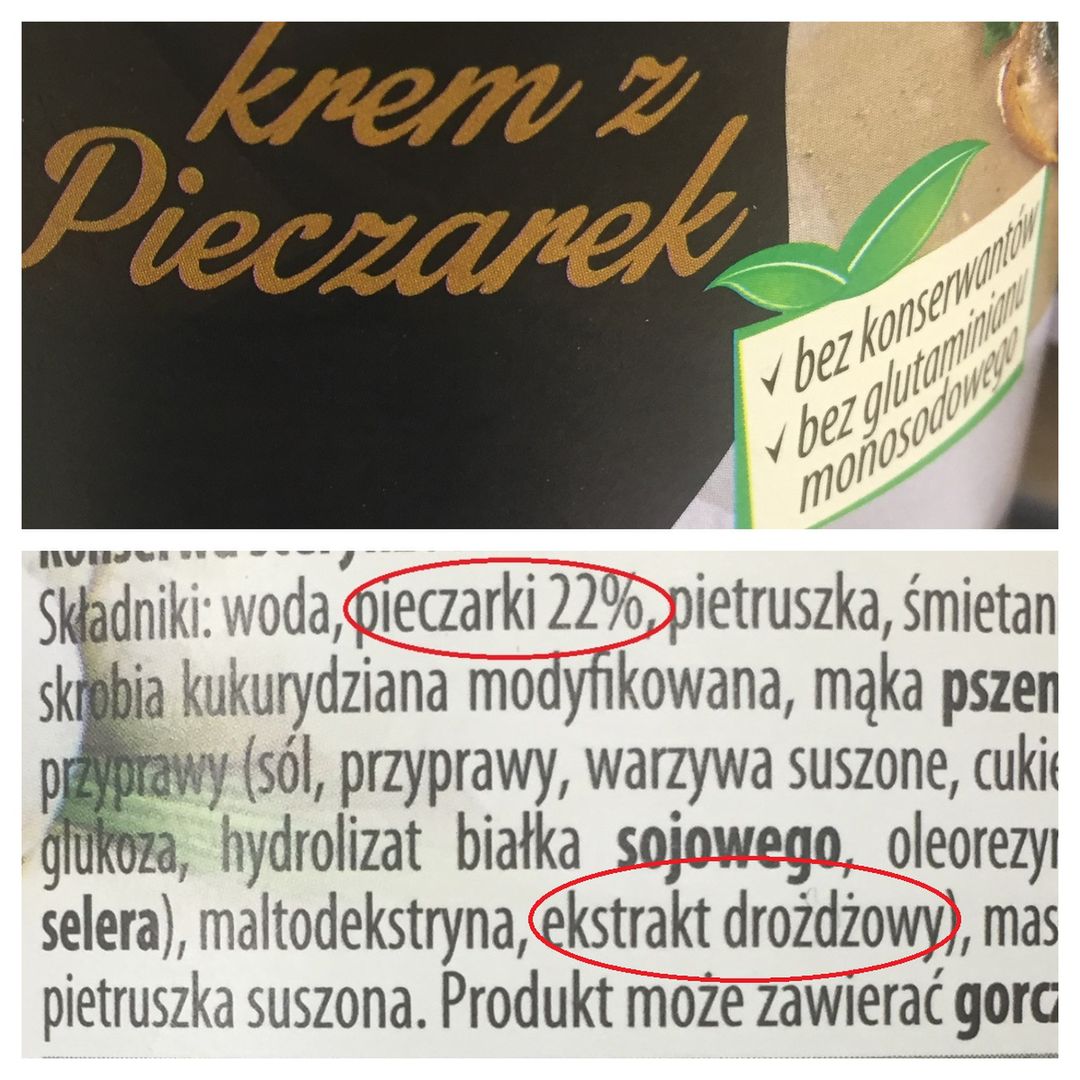 krem z
Pieczarek
✓ bez konserwantów
✓ bez glutaminianu
monosodowego
Składniki: woda, pieczarki 22%, pietruszka, śmietan
skrobia kukurydziana modyfikowana, mąka pszen
przyprawy (sól, przyprawy, warzywa suszone, cukie
glukoza, hydrolizat białka sojowego, oleorezy
selera), maltodekstryna, ekstrakt drożdżowy), mas
pietruszka suszona. Produkt może zawierać gorcz